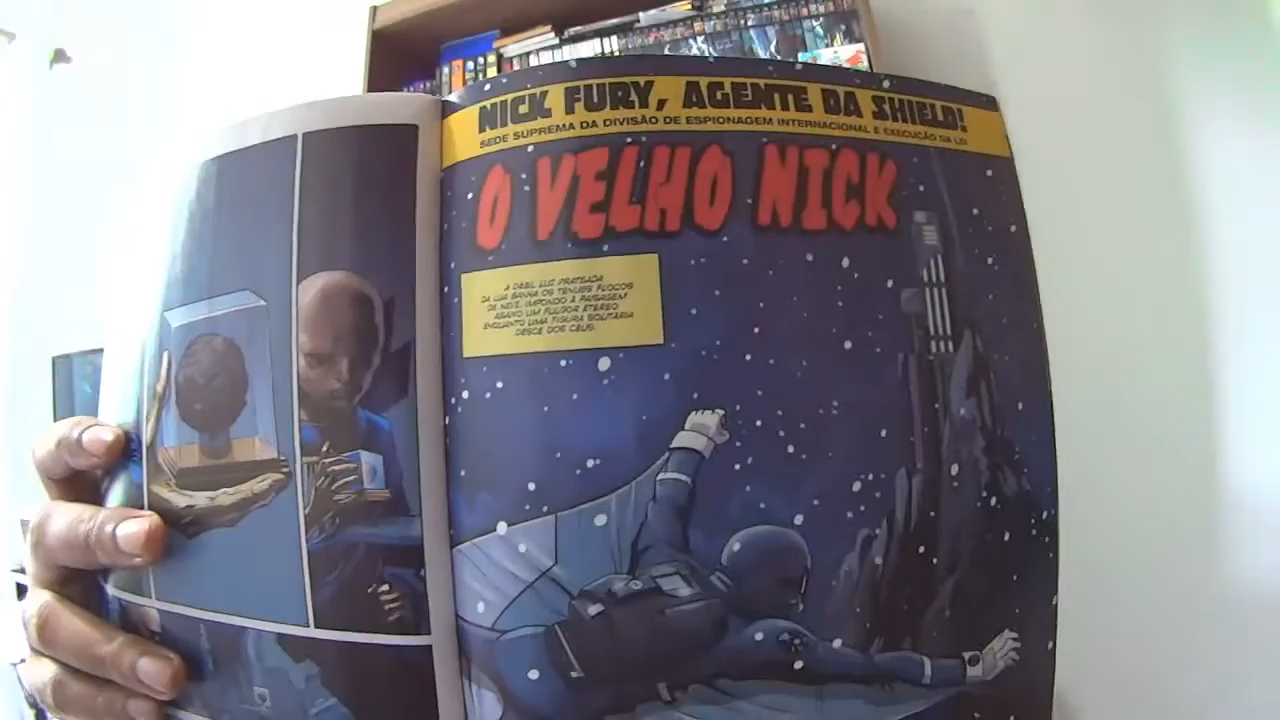 NICK FURY, AGENTE DA SHIELD!
SEDE SUPREMA DA DIVISÃO DE ESPIONAGEM INTERNACIONAL E EXECUÇÃO DA LEI
O VELHO NICK
A DÉBIL LUZ PRATEADA
DA LUA BANHA OS TÊNUES FLOCOS
DE NEVE, IMPONDO À PAISAGEM
ABAIXO UM FULGOR ETÉREO
ENQUANTO UMA FIGURA SOLITÁRIA
DESCE DOS CÉUS.